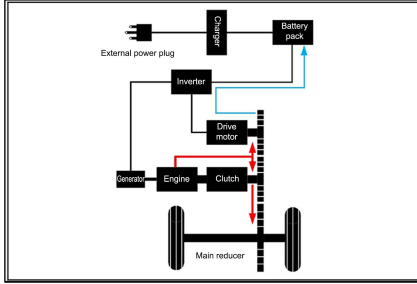 Charger
Battery
pack
External power plug
Inverter
Drive
motor
Generator
Engine
Clutch
Main reducer